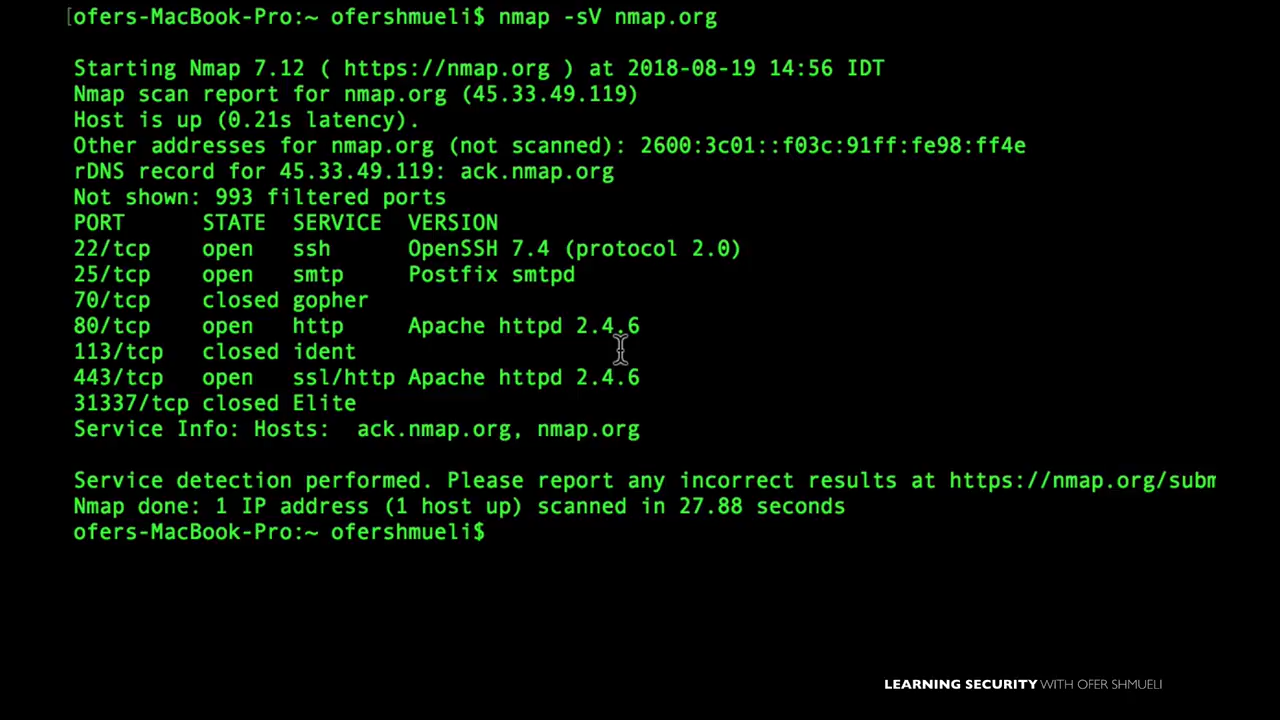 [ofers-MacBook-Pro:~ ofershmueli$ nmap -sV nmap.org
Starting Nmap 7.12 ( https://nmap.org ) at 2018-08-19 14:56 IDT
Nmap scan report for nmap.org (45.33.49.119)
Host is up (0.21s latency).
Other addresses for nmap.org (not scanned): 2600:3c01::f03c:91ff:fe98:ff4e
rDNS record for 45.33.49.119: ack.nmap.org
Not shown: 993 filtered ports
PORT      STATE  SERVICE  VERSION
22/tcp    open   ssh      OpenSSH 7.4 (protocol 2.0)
25/tcp    open   smtp     Postfix smtpd
70/tcp    closed gopher
80/tcp    open   http     Apache httpd 2.4.6
113/tcp   closed ident
443/tcp   open   ssl/http Apache httpd 2.4.6
31337/tcp closed Elite
Service Info: Hosts:  ack.nmap.org, nmap.org
Service detection performed. Please report any incorrect results at https://nmap.org/subm
Nmap done: 1 IP address (1 host up) scanned in 27.88 seconds
ofers-MacBook-Pro:~ ofershmueli$
LEARNING SECURITY WITH OFER SHMUELI